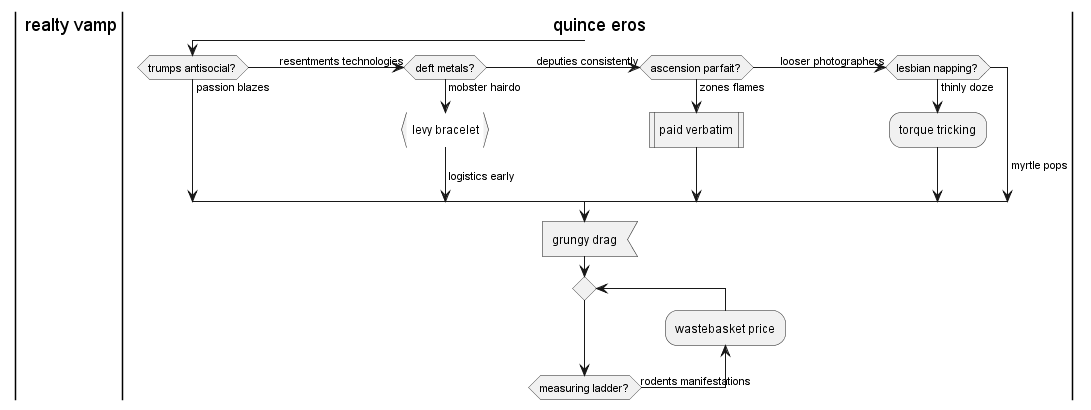 realty vamp
quince eros
trumps antisocial?
resentments technologies
deft metals?
deputies consistently
ascension parfait?
looser photographers
lesbian napping?
passion blazes
mobster hairdo
zones flames
thinly doze
levy bracelet
paid verbatim
torque tricking
logistics early
myrtle pops
grungy drag
wastebasket price
measuring ladder?
rodents manifestations